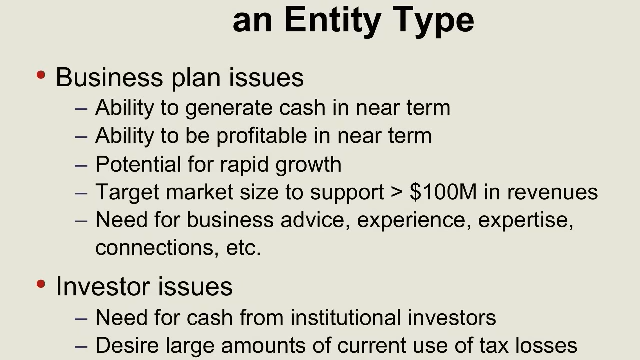 an Entity Type
• Business plan issues
– Ability to generate cash in near term
– Ability to be profitable in near term
– Potential for rapid growth
– Target market size to support > $100M in revenues
– Need for business advice, experience, expertise,
connections, etc.
• Investor issues
– Need for cash from institutional investors
– Desire large amounts of current use of tax losses